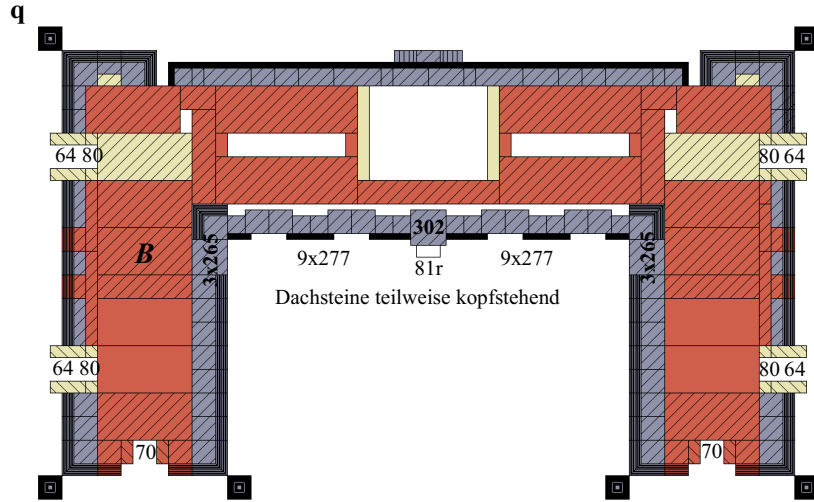 q
64 80
80 64
B
3x265
302
3x265
9x277
9x277
81r
Dachsteine teilweise kopfstehend
64 80
80 64
70
70